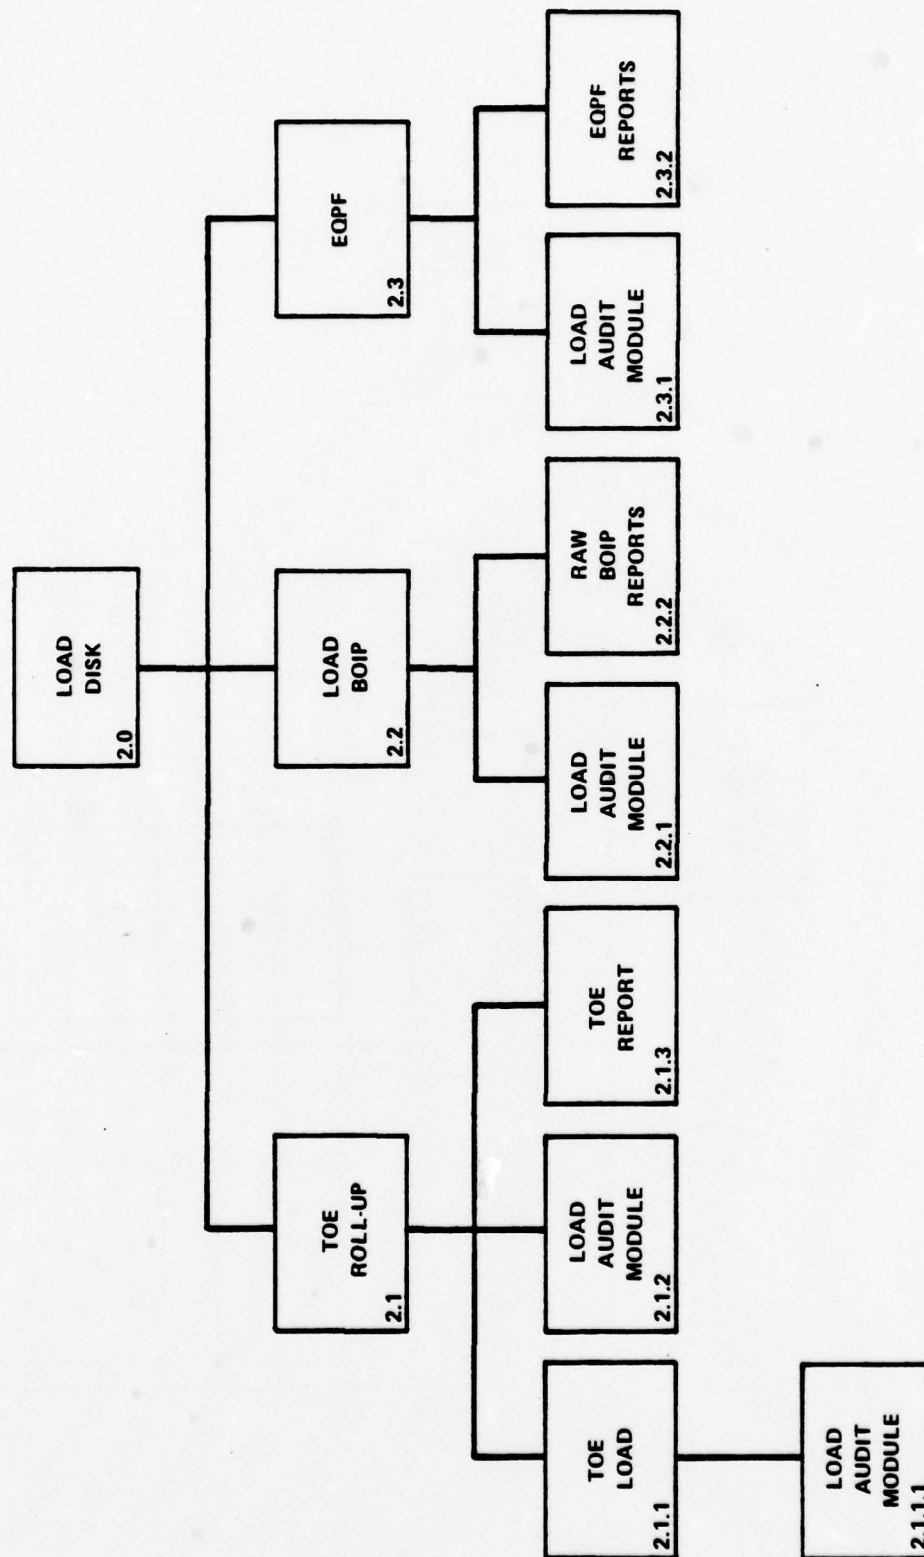 LOAD
DISK
2.0
TOE
ROLL-UP
2.1
LOAD
BOIP
2.2
EQPF
2.3
TOE
LOAD
2.1.1
LOAD
AUDIT
MODULE
2.1.2
TOE
REPORT
2.1.3
LOAD
AUDIT
MODULE
2.2.1
RAW
BOIP
REPORTS
2.2.2
LOAD
AUDIT
MODULE
2.3.1
EQPF
REPORTS
2.3.2
LOAD
AUDIT
MODULE
2.1.1.1